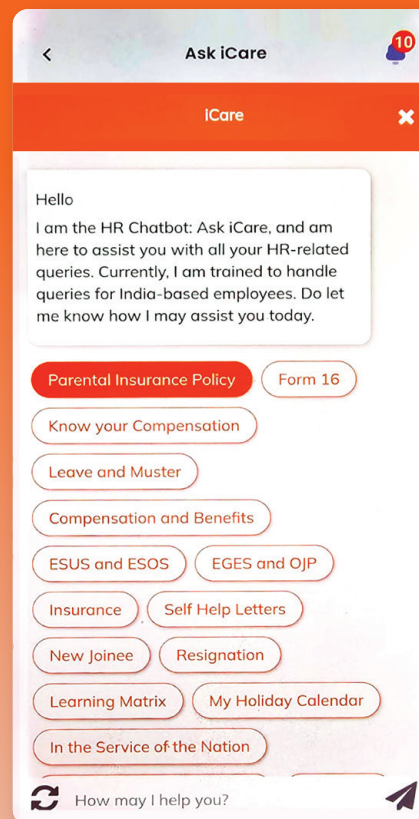 Ask iCare
10
iCare
Hello
I am the HR Chatbot: Ask iCare, and am
here to assist you with all your HR-related
queries. Currently, I am trained to handle
queries for India-based employees. Do let
me know how I may assist you today.
Parental Insurance Policy
Form 16
Know your Compensation
Leave and Muster
Compensation and Benefits
ESUS and ESOS
EGES and OJP
Insurance
Self Help Letters
New Joinee
Resignation
Learning Matrix
My Holiday Calendar
In the Service of the Nation
How may I help you?